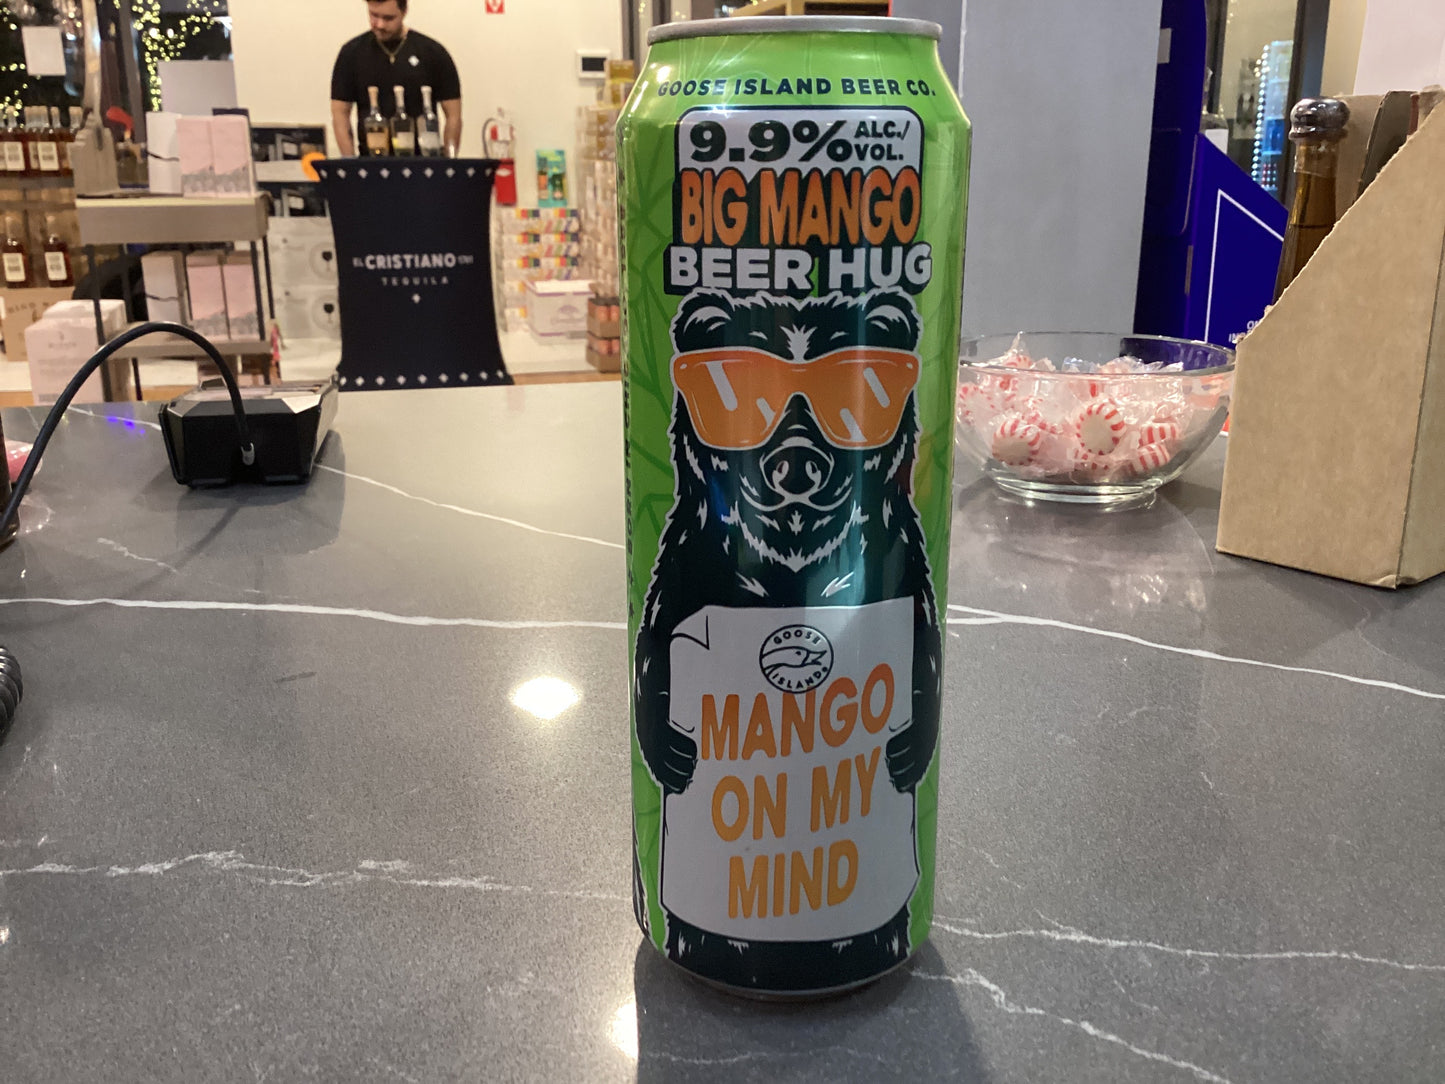 GOOSE ISLAND BEER CO.
9.9% ALC./
VOL.
BIG MANGO
BEER HUG
GOOSE
ISLAND
MANGO
ON MY
MIND
EL CRISTIANO
TEQUILA